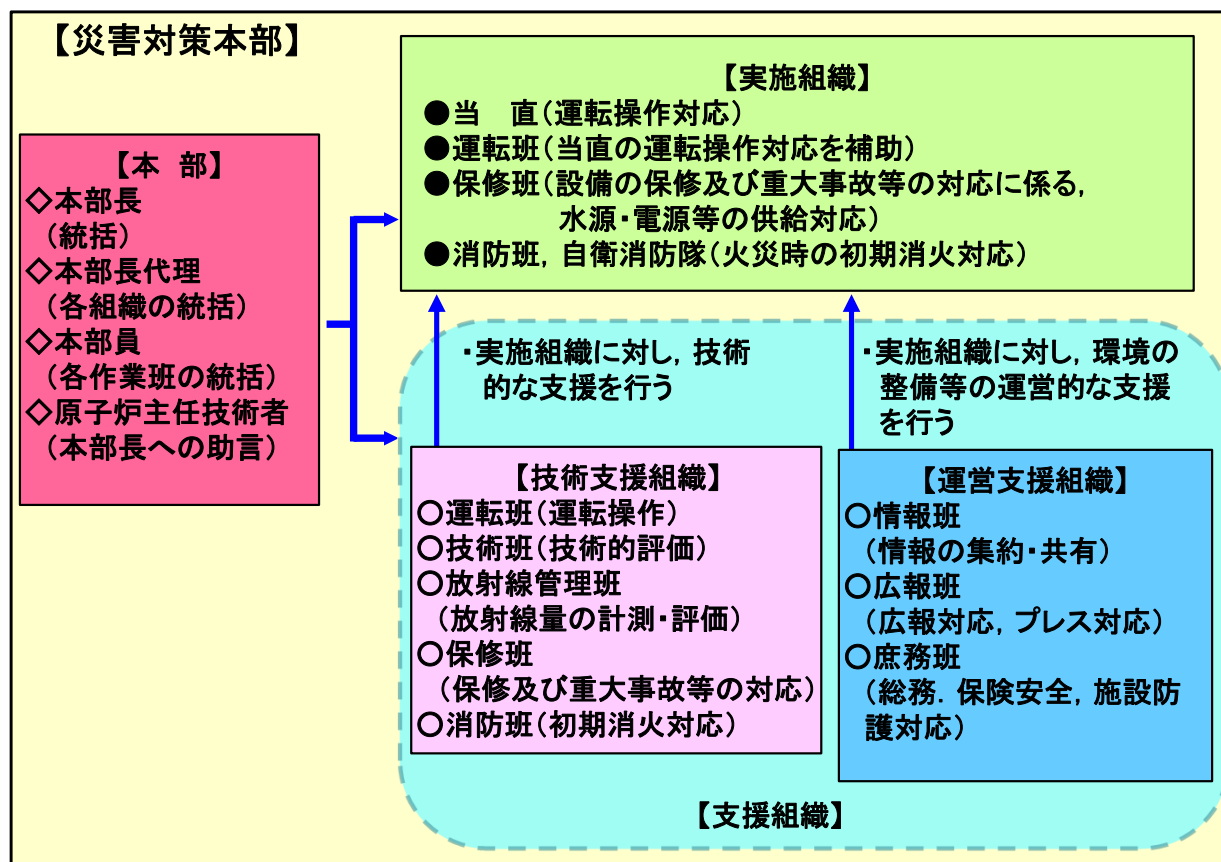 【災害対策本部】
【本　部】
◇本部長
（統括）
◇本部長代理
（各組織の統括）
◇本部員
（各作業班の統括）
◇原子炉主任技術者
（本部長への助言）
【実施組織】
●当　直（運転操作対応）
●運転班（当直の運転操作対応を補助）
●保修班（設備の保修及び重大事故等の対応に係る，
水源・電源等の供給対応）
●消防班，自衛消防隊（火災時の初期消火対応）
・実施組織に対し，技術
的な支援を行う
・実施組織に対し，環境の
整備等の運営的な支援
を行う
【技術支援組織】
○運転班（運転操作）
○技術班（技術的評価）
○放射線管理班
（放射線量の計測・評価）
○保修班
（保修及び重大事故等の対応）
○消防班（初期消火対応）
【運営支援組織】
○情報班
（情報の集約・共有）
○広報班
（広報対応，プレス対応）
○庶務班
（総務．保険安全，施設防
護対応）
【支援組織】